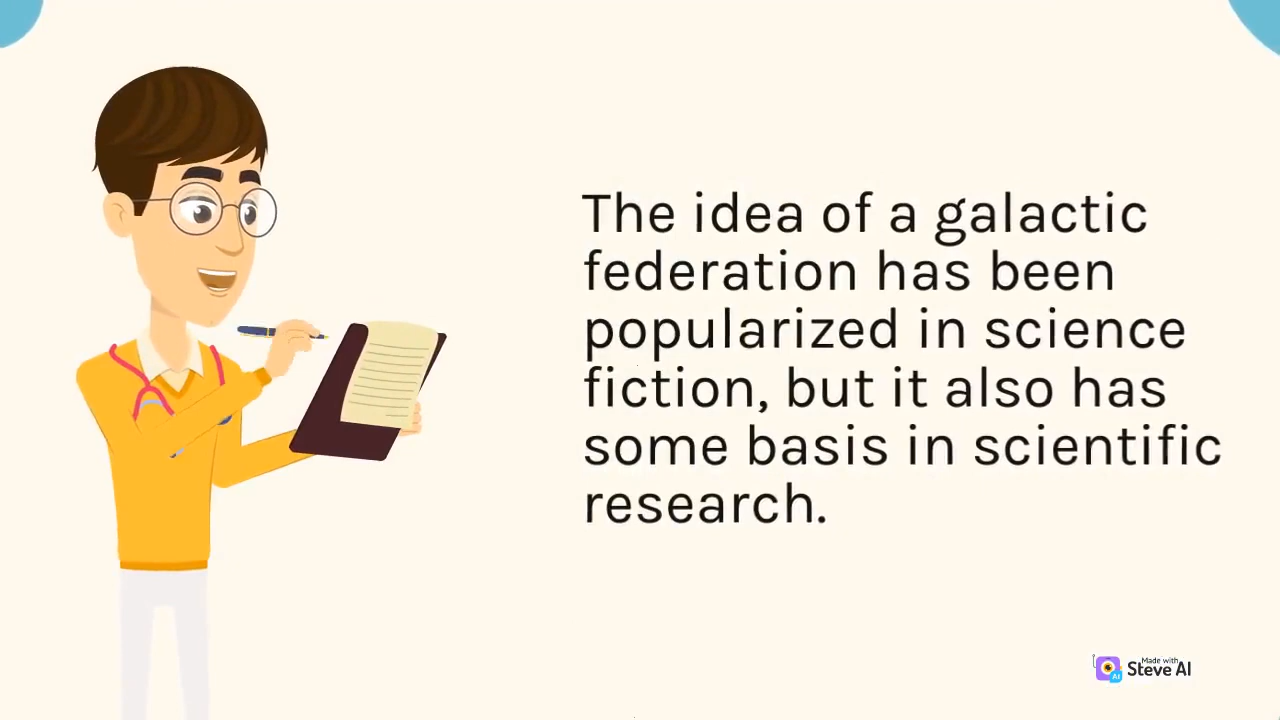 The idea of a galactic
federation has been
popularized in science
fiction, but it also has
some basis in scientific
research.
Made with
Steve AI
AI